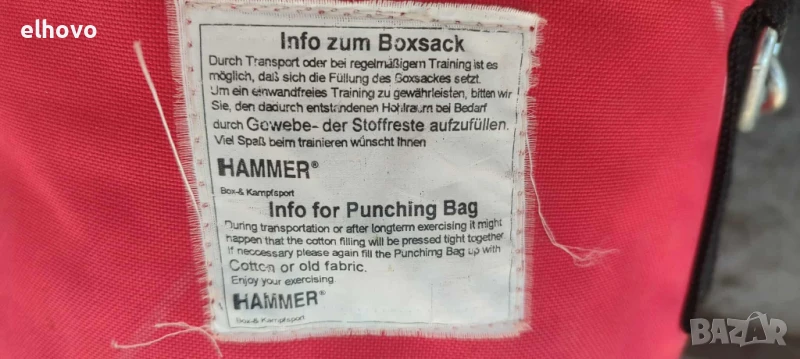 elhovo
Info zum Boxsack
Durch Transport oder bei regelmäßigem Training ist es
möglich, daß sich die Füllung des Boxsackes setzt.
Um ein einwandfreies Training zu gewährleisten, bitten wir
Sie, den dadurch entstandenen Hohlraum bei Bedarf
durch Gewebe- der Stoffreste aufzufüllen.
Viel Spaß beim trainieren wünscht Ihnen
HAMMER®
Box-& Kampfsport
Info for Punching Bag
During transportation or after longterm exercising it might
happen that the cotton filling will be pressed tight together
If neccessary please again fill the Punching Bag up with
Cotton or old fabric.
Enjoy your exercising.
HAMMER®
Box-& Kampfsport
BAZAR.bg